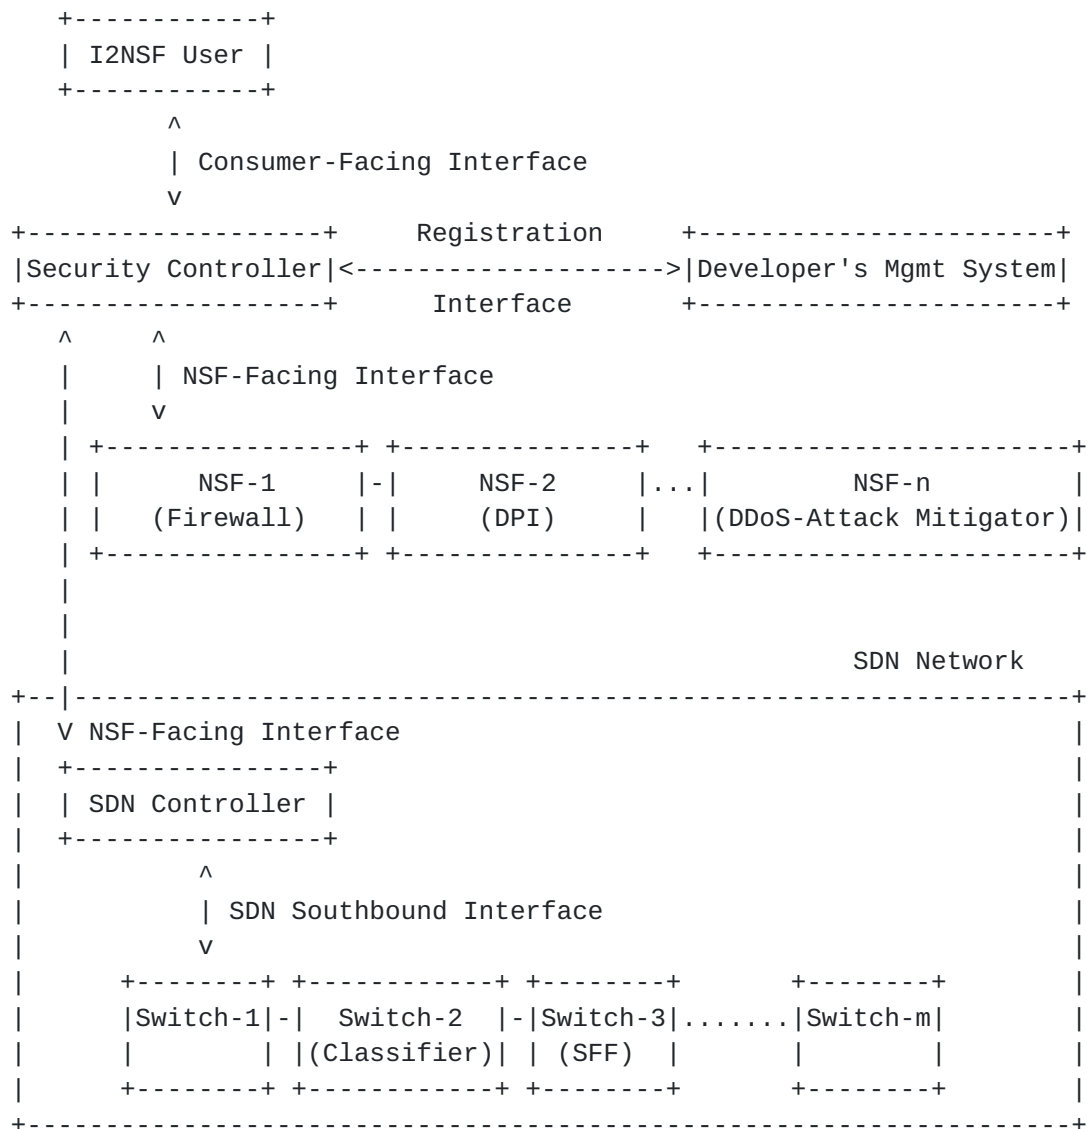 +------------+
| I2NSF User |
+------------+
^
| Consumer-Facing Interface
v
+-------------------+     Registration     +-----------------------+
|Security Controller|<-------------------->|Developer's Mgmt System|
+-------------------+      Interface       +-----------------------+
   ^     ^
   |     | NSF-Facing Interface
   |     v
   | +----------------+ +---------------+   +-----------------------+
   | |      NSF-1     |-|     NSF-2     |...|         NSF-n         |
   | |   (Firewall)   | |     (DPI)     |   |(DDoS-Attack Mitigator)|
   | +----------------+ +---------------+   +-----------------------+
   |
   |
   |                                                  SDN Network
+--|----------------------------------------------------------------+
|  V NSF-Facing Interface                                           |
|  +----------------+                                               |
|  | SDN Controller |                                               |
|  +----------------+                                               |
|           ^                                                       |
|           | SDN Southbound Interface                              |
|           v                                                       |
|      +--------+ +------------+ +--------+       +--------+        |
|      |Switch-1|-|  Switch-2  |-|Switch-3|.......|Switch-m|        |
|      |        | |(Classifier)| | (SFF)  |       |        |        |
|      +--------+ +------------+ +--------+       +--------+        |
+-------------------------------------------------------------------+